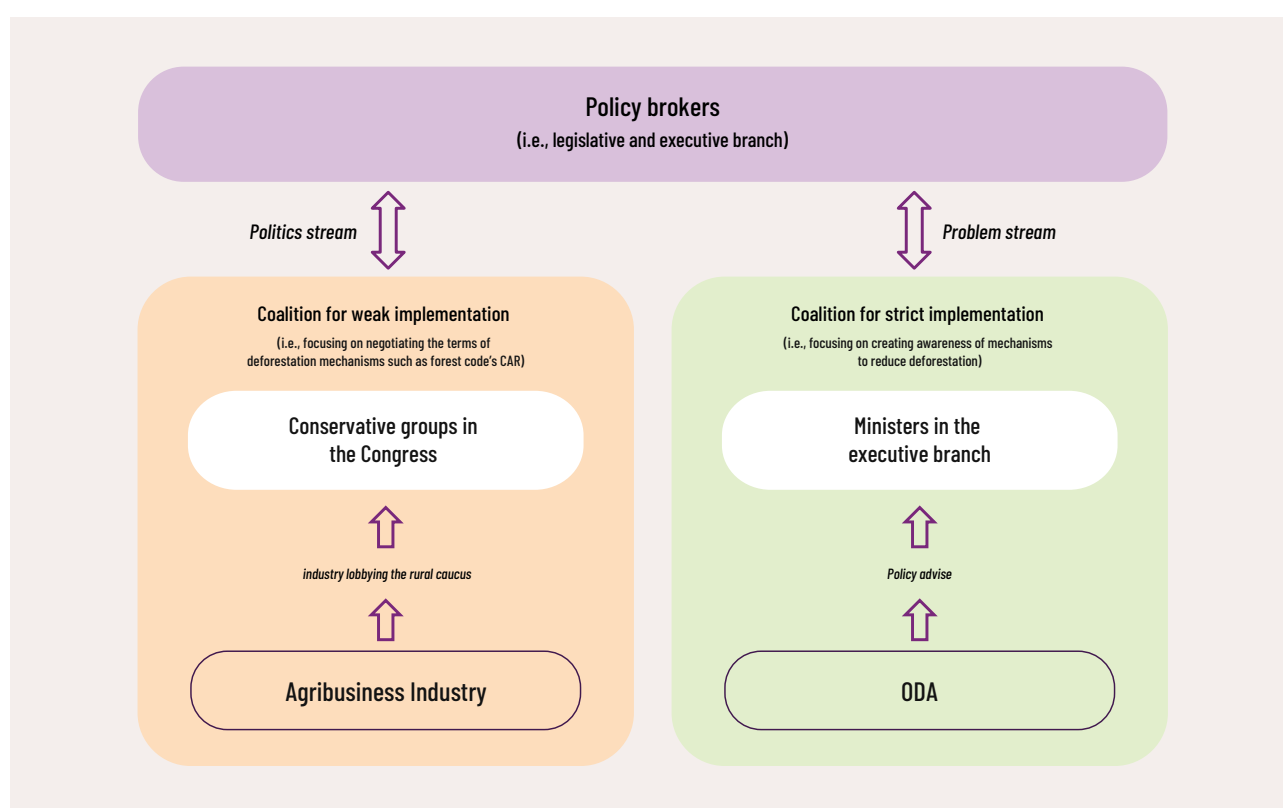 Policy brokers
(i.e., legislative and executive branch)
Politics stream
Problem stream
Coalition for weak implementation
(i.e., focusing on negotiating the terms of
deforestation mechanisms such as forest code's CAR)
Conservative groups in
the Congress
industry lobbying the rural caucus
Agribusiness Industry
Coalition for strict implementation
(i.e., focusing on creating awareness of mechanisms
to reduce deforestation)
Ministers in the
executive branch
Policy advise
ODA